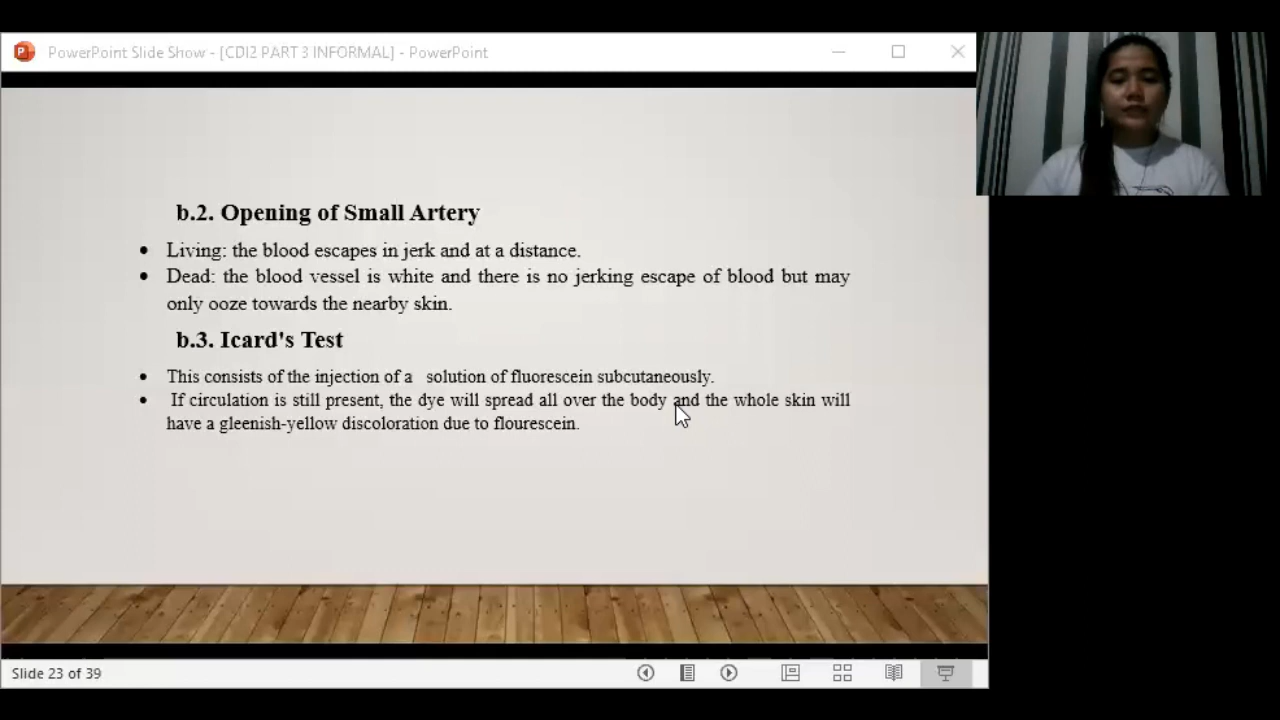 PowerPoint Slide Show - [CDI2 PART 3 INFORMAL] - PowerPoint
b.2. Opening of Small Artery
• Living: the blood escapes in jerk and at a distance.
• Dead: the blood vessel is white and there is no jerking escape of blood but may
only ooze towards the nearby skin.
b.3. Icard's Test
• This consists of the injection of a solution of fluorescein subcutaneously.
• If circulation is still present, the dye will spread all over the body and the whole skin will
have a gleenish-yellow discoloration due to flourescein.
Slide 23 of 39